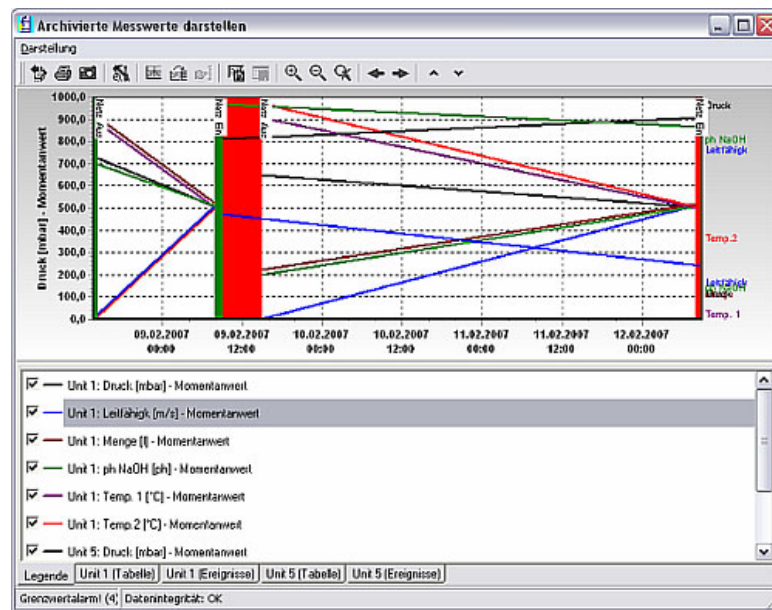 Archivierte Messwerte darstellen
Darstellung
Druck [mbar] - Momentanwert
1000,0
900,0
800,0
700,0
600,0
500,0
400,0
300,0
200,0
100,0
0,0
Netz Aus
Netz Ein
Netz Aus
Netz Ein
Druck
ph NaOH
Leitfähigk
Temp.2
Leitfähigk
ph NaOH
Temp. 1
09.02.2007 09.02.2007 10.02.2007 10.02.2007 11.02.2007 11.02.2007 12.02.2007
00:00 12:00 00:00 12:00 00:00 12:00 00:00
Unit 1: Druck [mbar] - Momentanwert
Unit 1: Leitfähigk [m/s] - Momentanwert
Unit 1: Menge [l] - Momentanwert
Unit 1: ph NaOH [ph] - Momentanwert
Unit 1: Temp. 1 [°C] - Momentanwert
Unit 1: Temp.2 [°C] - Momentanwert
Unit 5: Druck [mbar] - Momentanwert
Legende Unit 1 (Tabelle) Unit 1 (Ereignisse) Unit 5 (Tabelle) Unit 5 (Ereignisse)
Grenzwertalarm! (4) Datenintegrität: OK